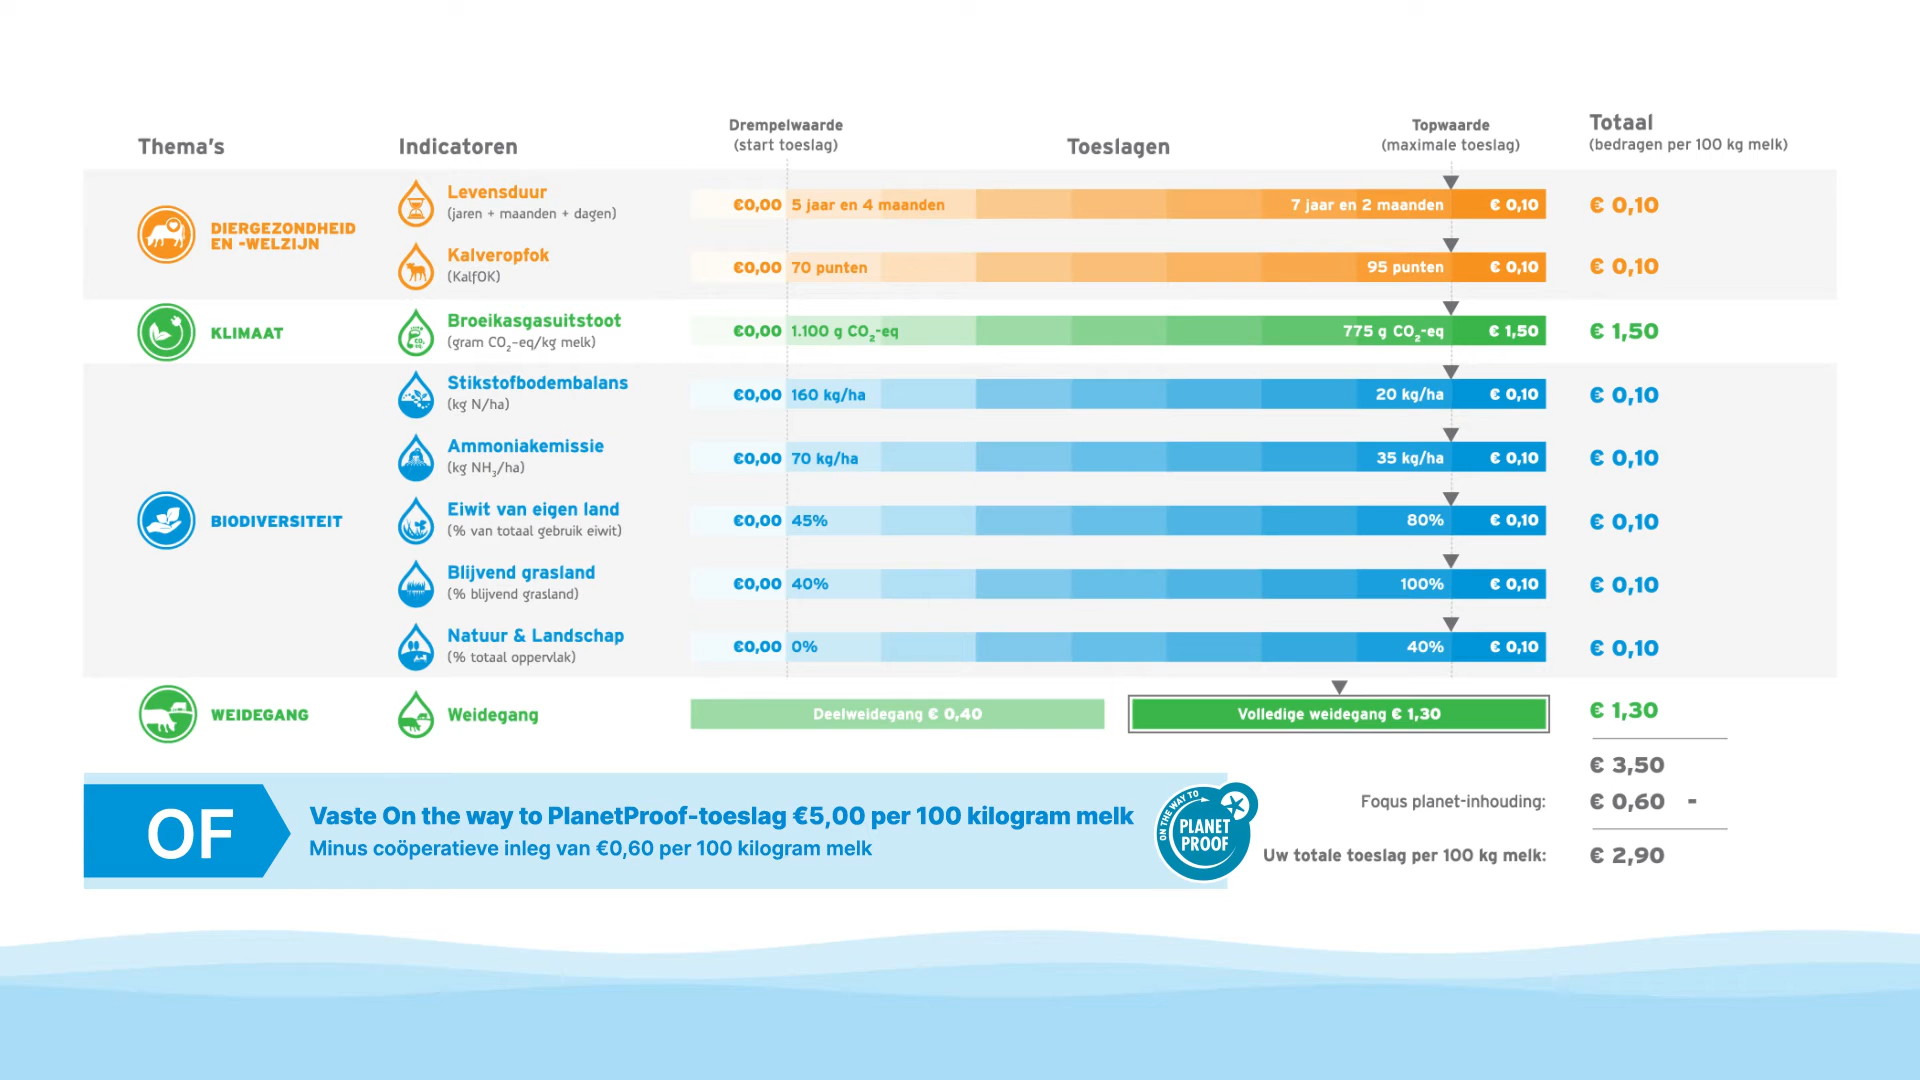 Thema's
Indicatoren
Drempelwaarde
(start toeslag)
Toeslagen
Topwaarde
(maximale toeslag)
Totaal
(bedragen per 100 kg melk)
DIERGEZONDHEID
EN -WELZIJN
Levensduur
(jaren + maanden + dagen)
€0,00 5 jaar en 4 maanden 7 jaar en 2 maanden € 0,10 € 0,10
Kalveropfok
(KalfOK)
€0,00 70 punten 95 punten € 0,10 € 0,10
KLIMAAT
Broeikasgasuitstoot
(gram CO₂-eq/kg melk)
€0,00 1.100 g CO₂-eq 775 g CO₂-eq € 1,50 € 1,50
BIODIVERSITEIT
Stikstofbodembalans
(kg N/ha)
€0,00 160 kg/ha 20 kg/ha € 0,10 € 0,10
Ammoniakemissie
(kg NH₃/ha)
€0,00 70 kg/ha 35 kg/ha € 0,10 € 0,10
Eiwit van eigen land
(% van totaal gebruik eiwit)
€0,00 45% 80% € 0,10 € 0,10
Blijvend grasland
(% blijvend grasland)
€0,00 40% 100% € 0,10 € 0,10
Natuur & Landschap
(% totaal oppervlak)
€0,00 0% 40% € 0,10 € 0,10
WEIDEGANG
Weidegang
Deelweidegang € 0,40 Volledige weidegang € 1,30 € 1,30
€ 3,50
Foqus planet-inhouding: € 0,60 -
Uw totale toeslag per 100 kg melk: € 2,90
OF
Vaste On the way to PlanetProof-toeslag €5,00 per 100 kilogram melk
Minus coöperatieve inleg van €0,60 per 100 kilogram melk
ON THE WAY TO
PLANET
PROOF